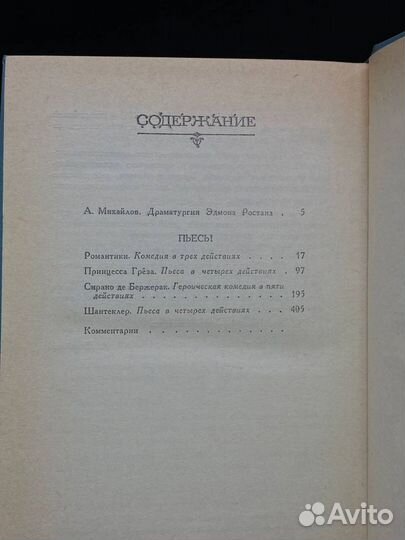 СОДЕРЖАНИЕ
А. Михайлов. Драматургия Эдмона Ростана . 5
ПЬЕСЫ
Романтики. Комедия в трех действиях . . . . 17
Принцесса Грёза. Пьеса в четырех действиях . 97
Сирано де Бержерак. Героическая комедия в пяти
действиях . . . . . . . . . . . . 195
Шантеклер. Пьеса в четырех действиях . . . . 405
Комментарии . . . . . . . . . .
Avito